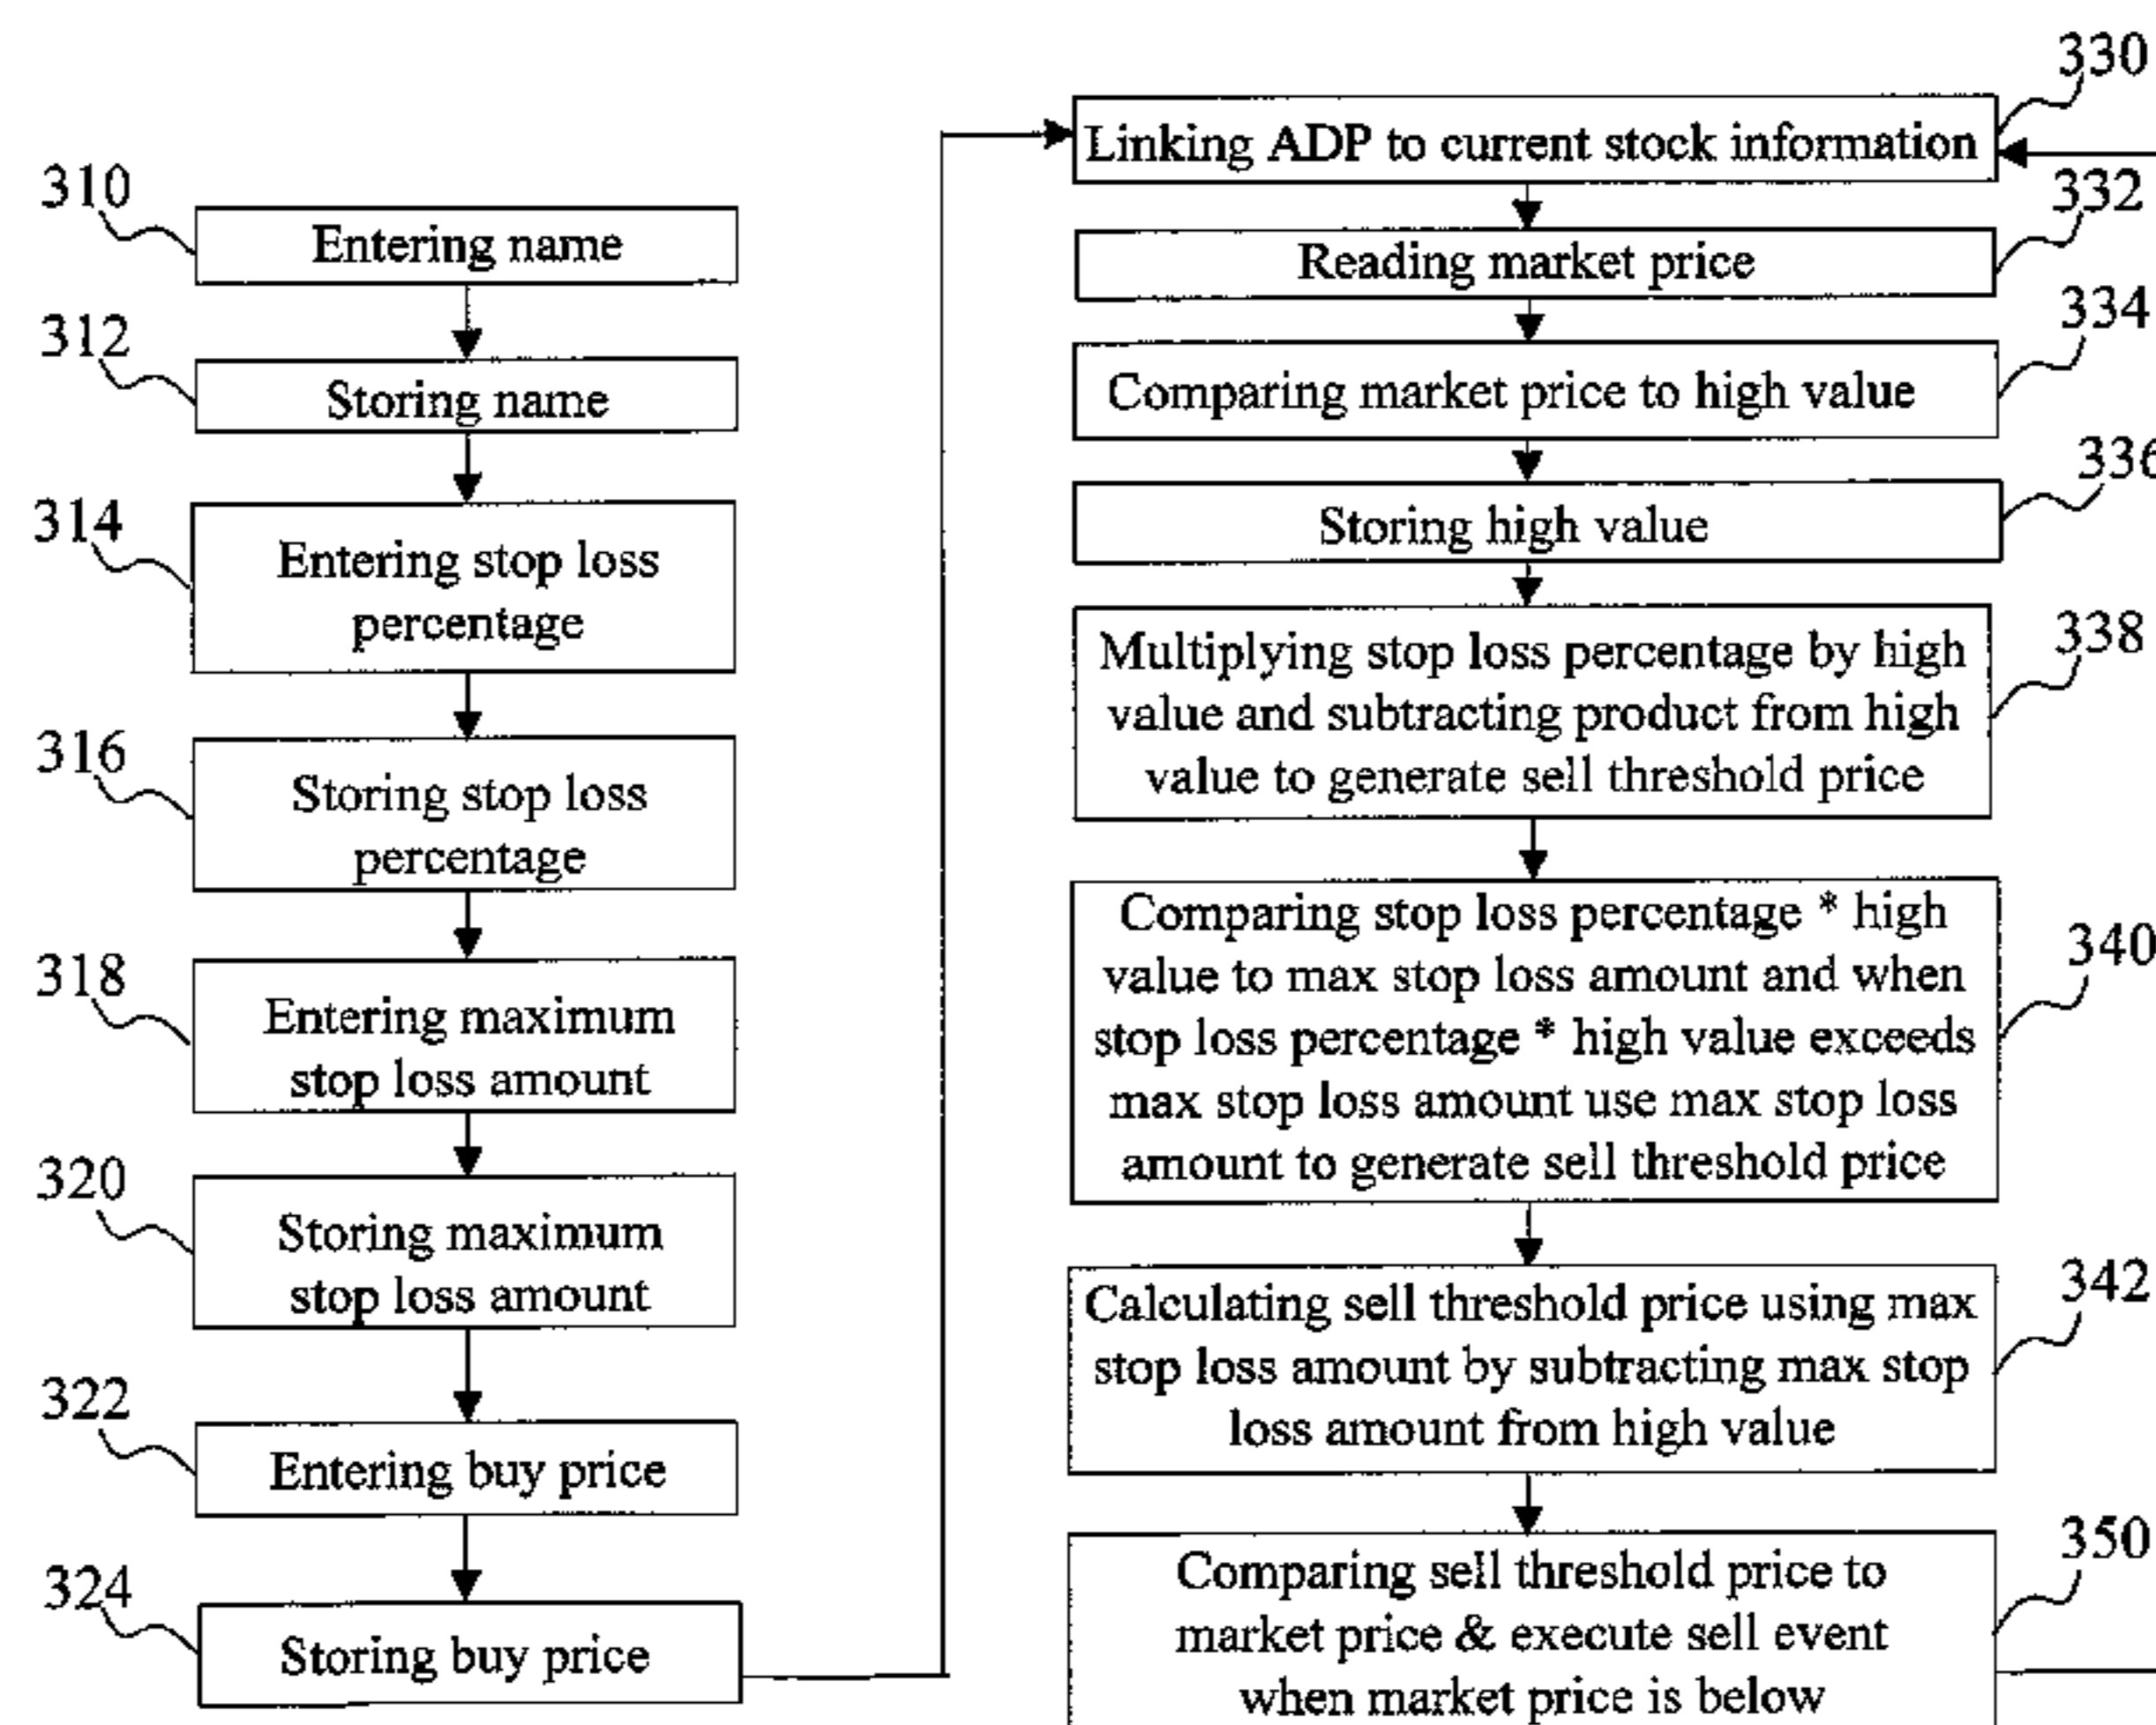 310
Entering name
312
Storing name
314
Entering stop loss
percentage
316
Storing stop loss
percentage
318
Entering maximum
stop loss amount
320
Storing maximum
stop loss amount
322
Entering buy price
324
Storing buy price
330
Linking ADP to current stock information
332
Reading market price
334
Comparing market price to high value
336
Storing high value
338
Multiplying stop loss percentage by high
value and subtracting product from high
value to generate sell threshold price
340
Comparing stop loss percentage * high
value to max stop loss amount and when
stop loss percentage * high value exceeds
max stop loss amount use max stop loss
amount to generate sell threshold price
342
Calculating sell threshold price using max
stop loss amount by subtracting max stop
loss amount from high value
350
Comparing sell threshold price to
market price & execute sell event
when market price is below